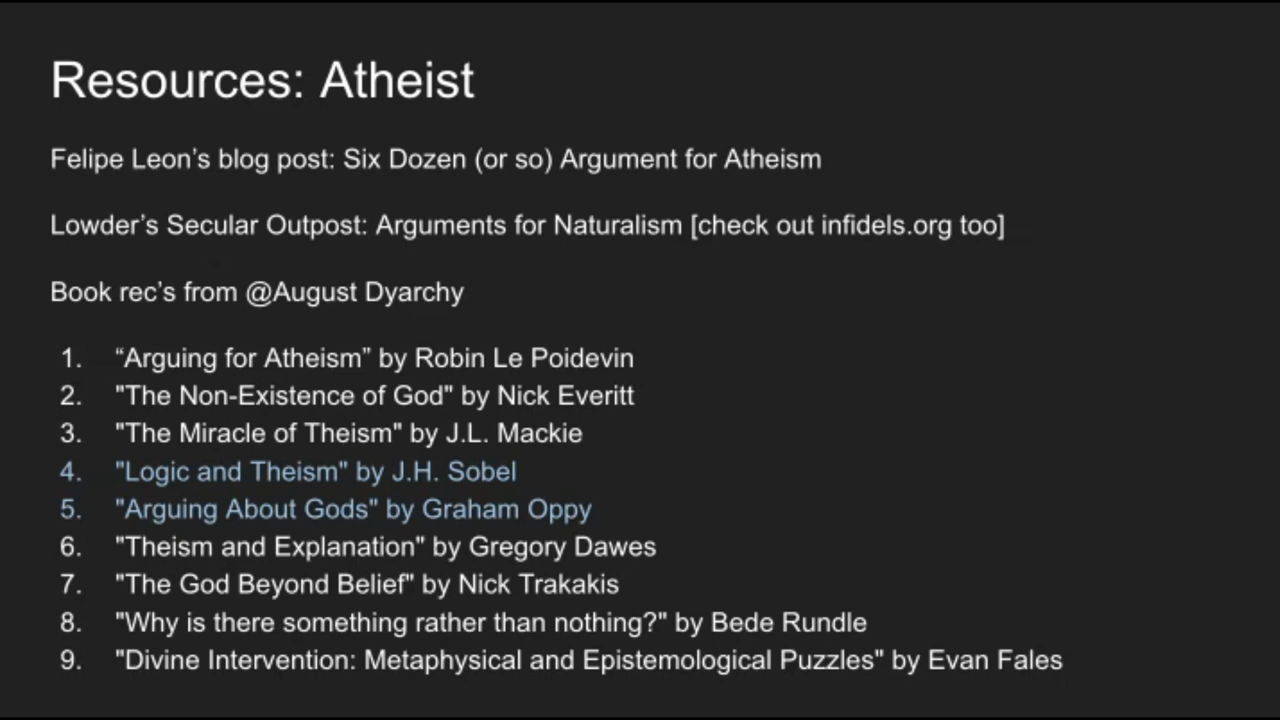 Resources: Atheist
Felipe Leon’s blog post: Six Dozen (or so) Argument for Atheism
Lowder’s Secular Outpost: Arguments for Naturalism [check out infidels.org too]
Book rec’s from @August Dyarchy
1. “Arguing for Atheism” by Robin Le Poidevin
2. "The Non-Existence of God" by Nick Everitt
3. "The Miracle of Theism" by J.L. Mackie
4. "Logic and Theism" by J.H. Sobel
5. "Arguing About Gods" by Graham Oppy
6. "Theism and Explanation" by Gregory Dawes
7. "The God Beyond Belief" by Nick Trakakis
8. "Why is there something rather than nothing?" by Bede Rundle
9. "Divine Intervention: Metaphysical and Epistemological Puzzles" by Evan Fales